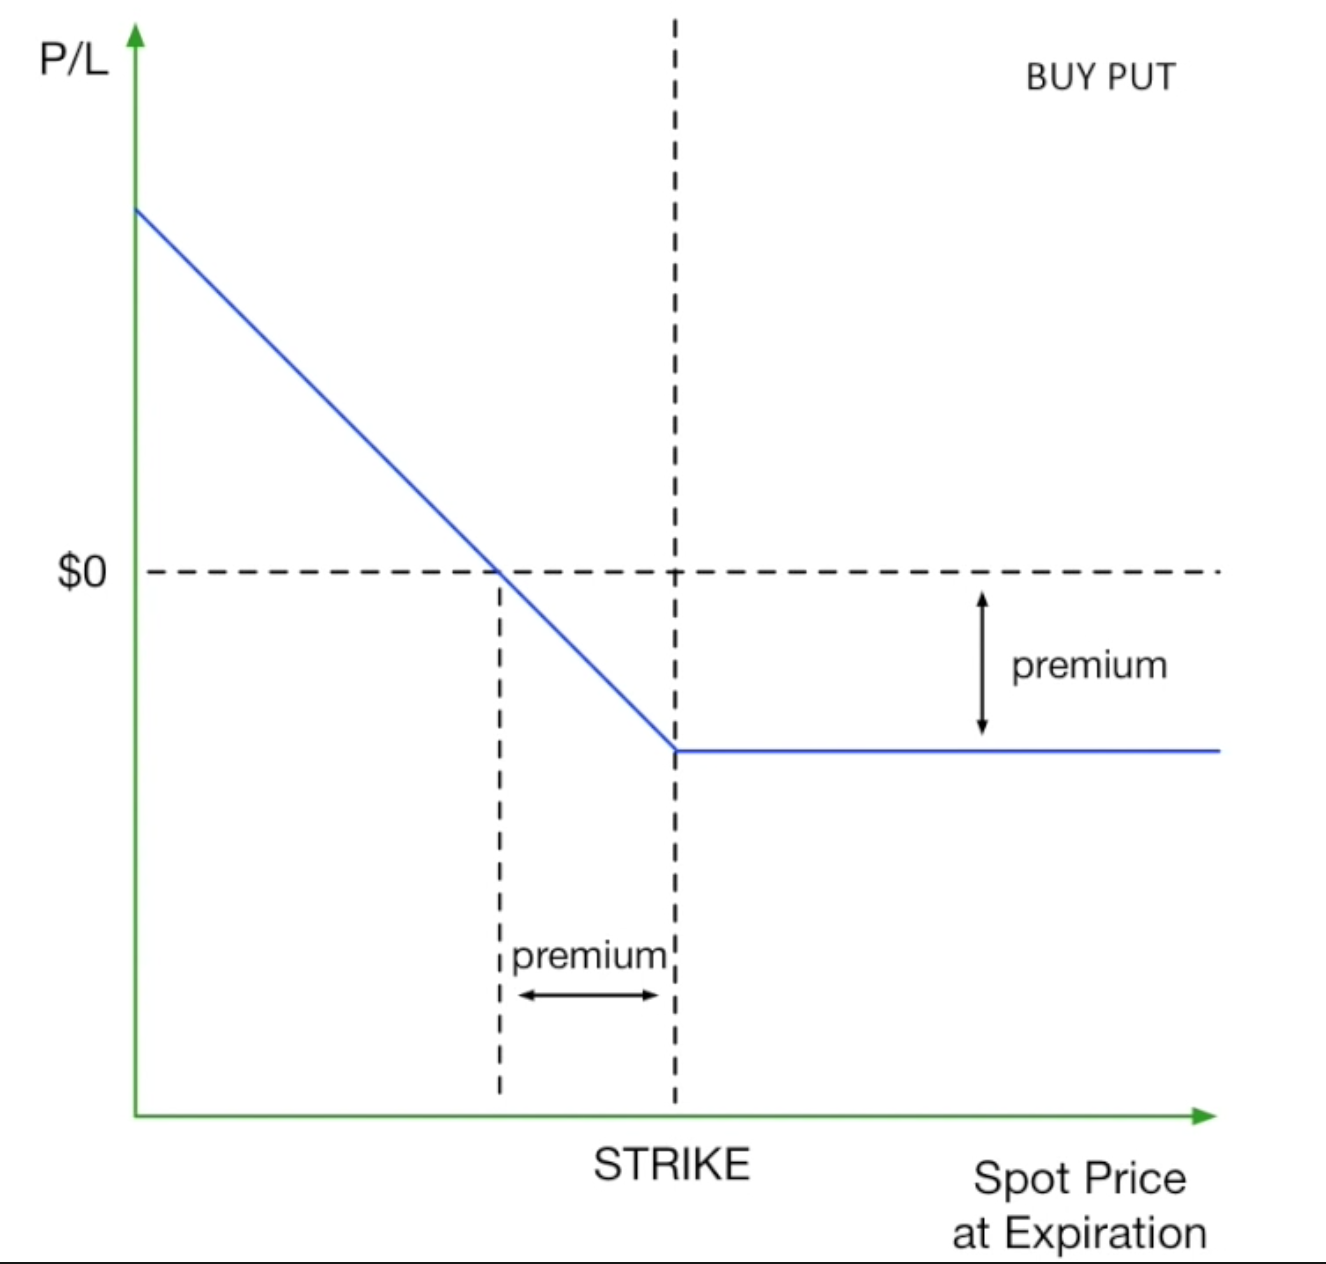 P/L
BUY PUT
$0
premium
premium
STRIKE
Spot Price
at Expiration